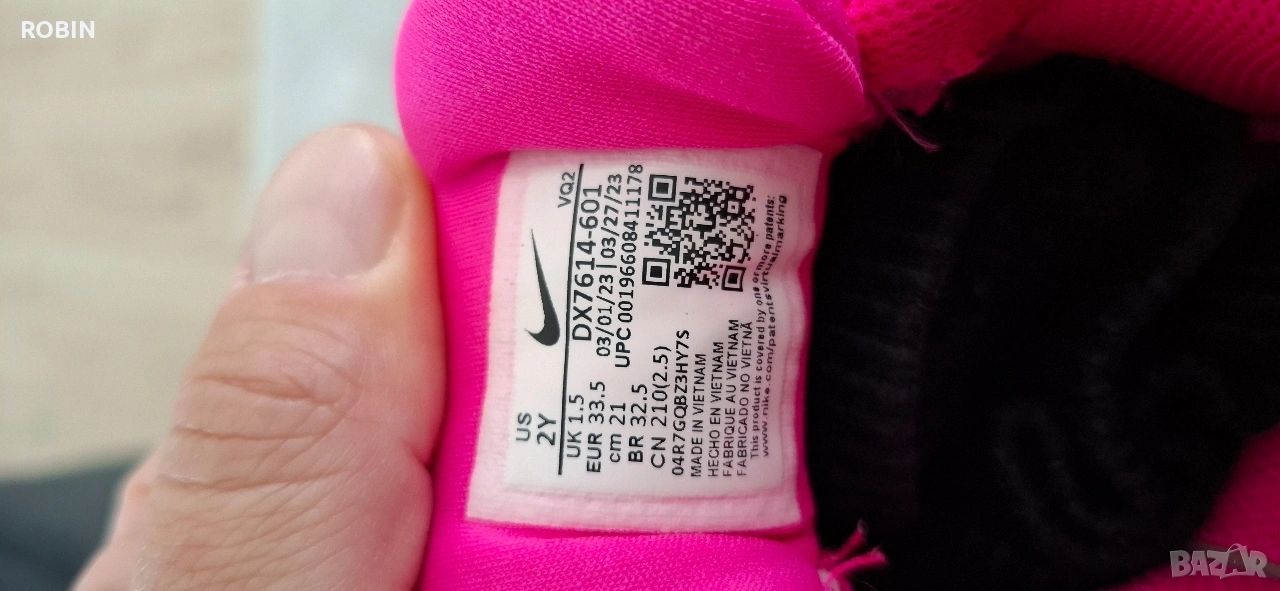 ROBIN
US
2Y
VQ2
UK 1.5
EUR 33.5
cm 21
BR 32.5
CN 210(2.5)
DX7614-601
03/01/23 | 03/27/23
UPC 00196608411178
04R7GQBZ3HY7S
MADE IN VIETNAM
HECHO EN VIETNAM
FABRIQUE AU VIETNAM
FABRICADO NO VIETNÃ
This product is covered by one or more patents:
www.nike.com/patentsvirtualmarking
BAZAR